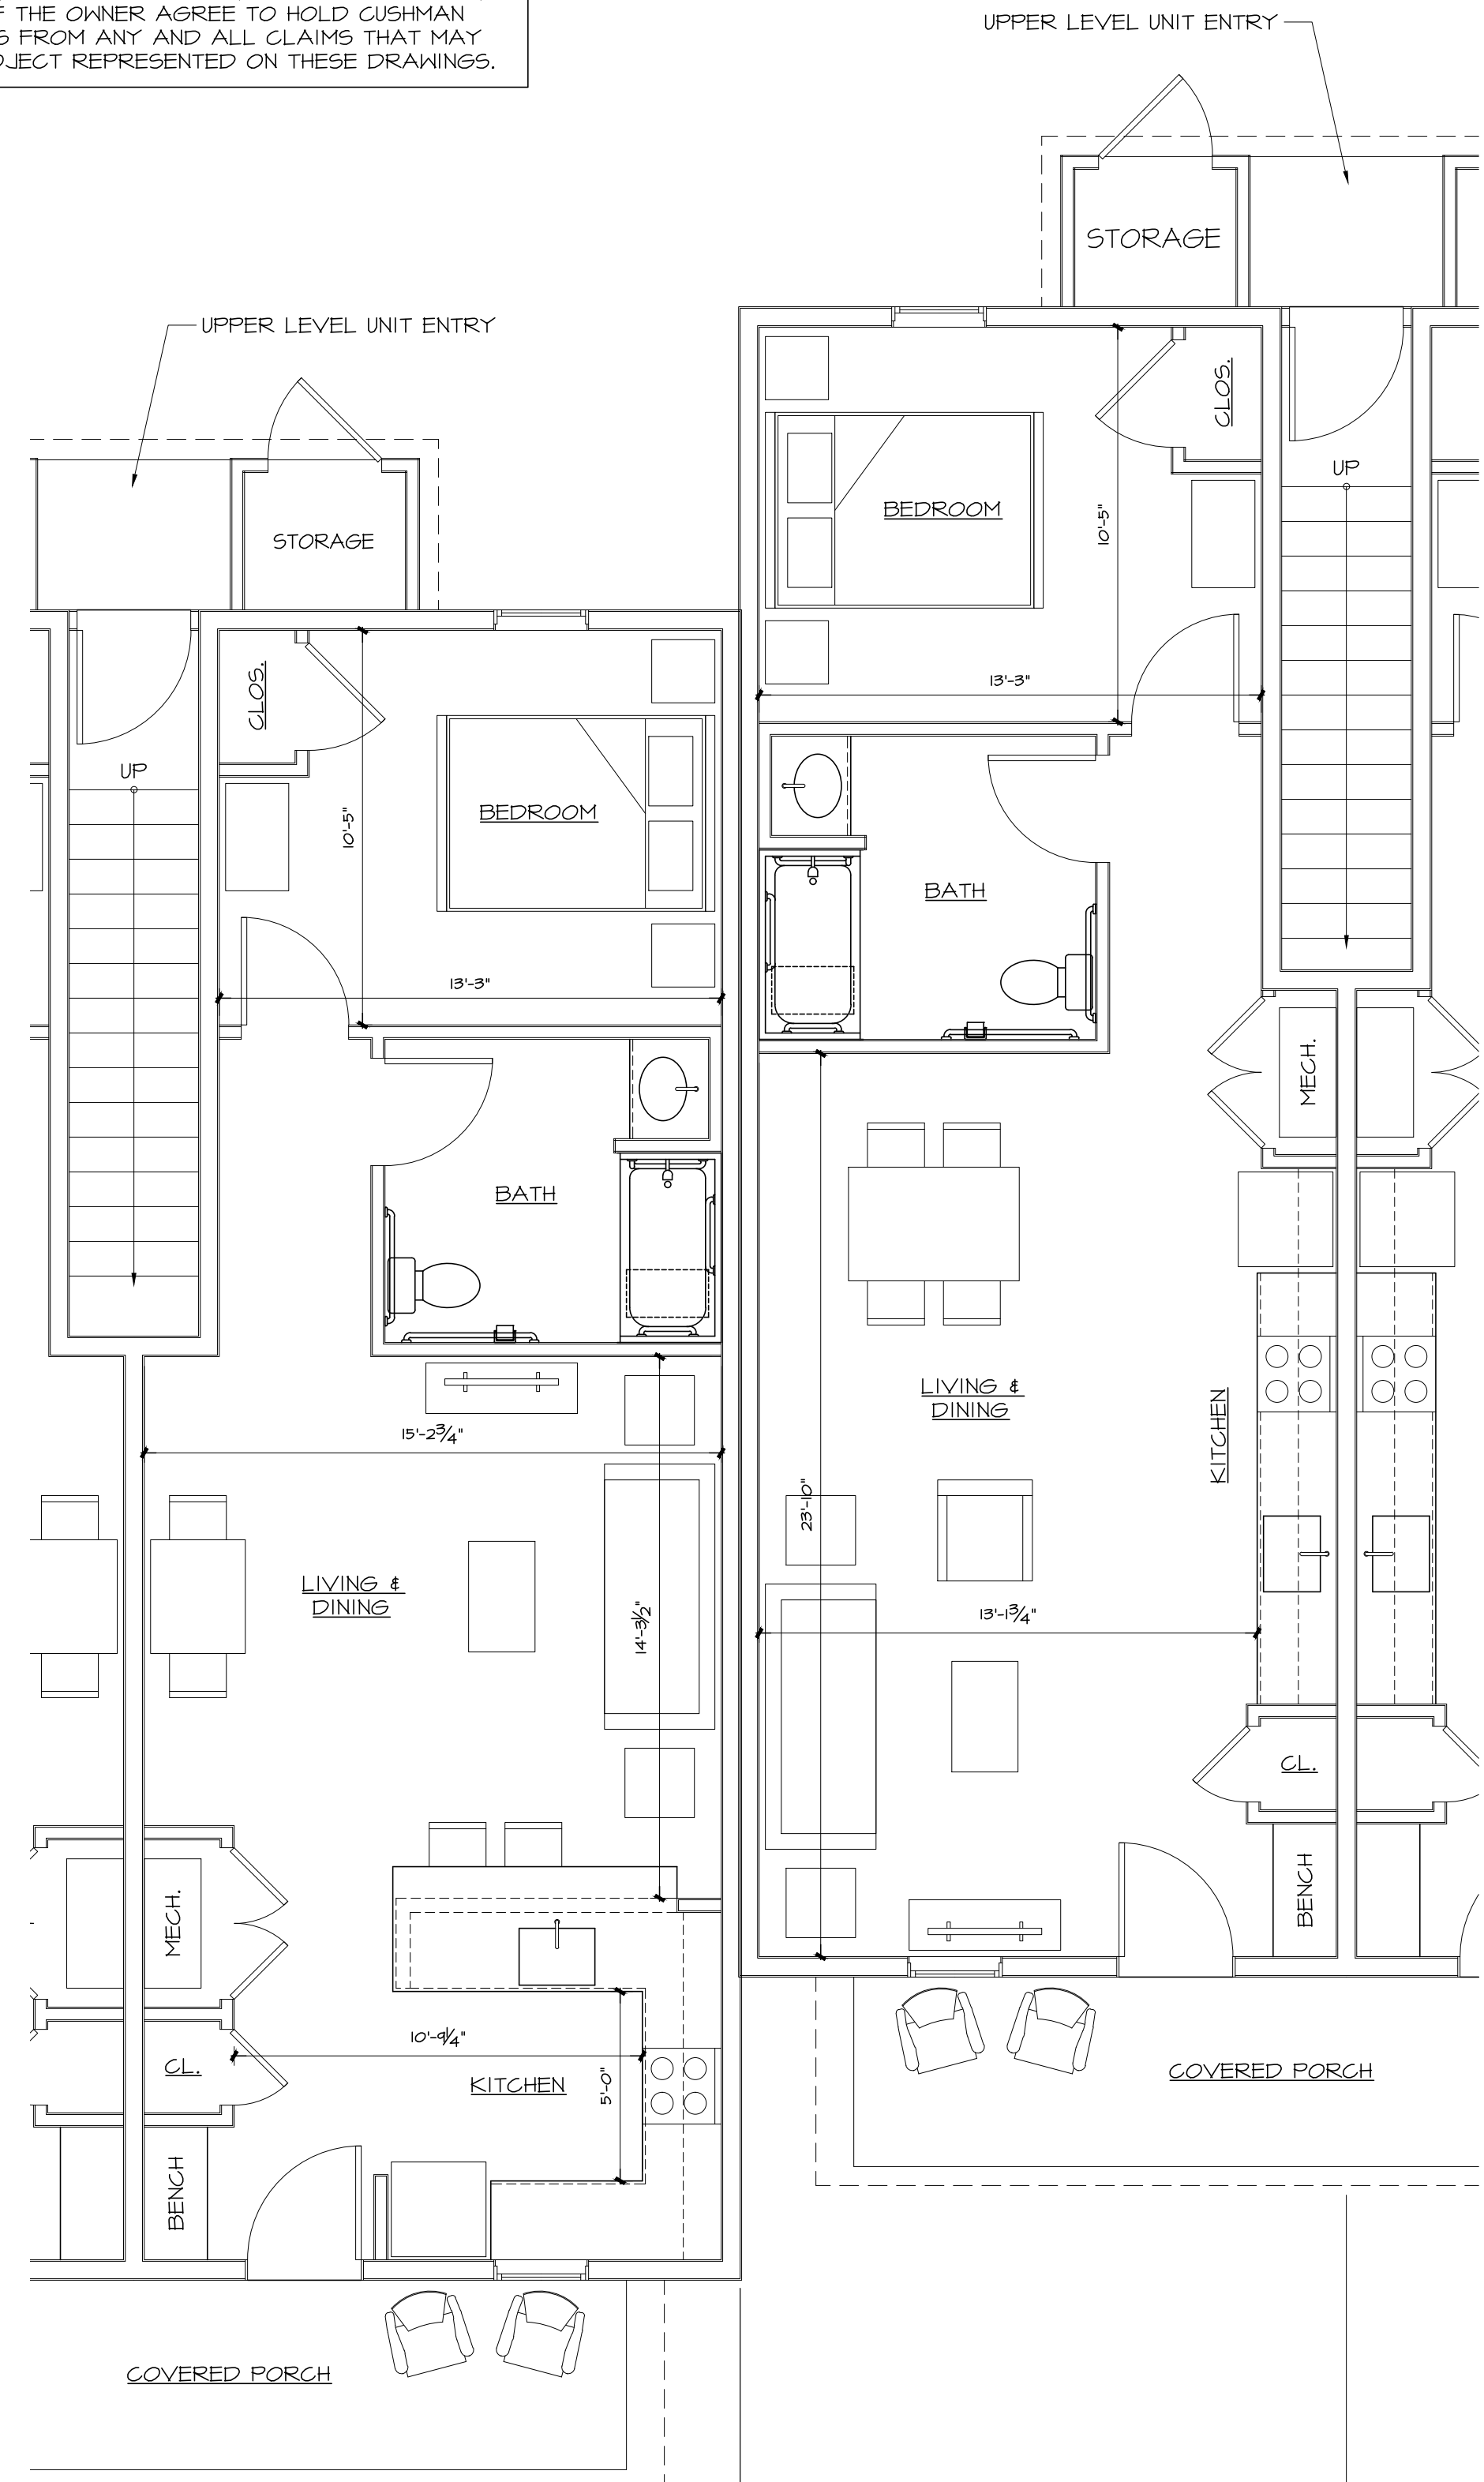 F THE OWNER AGREE TO HOLD CUSHMAN
S FROM ANY AND ALL CLAIMS THAT MAY
OJECT REPRESENTED ON THESE DRAWINGS.
UPPER LEVEL UNIT ENTRY
STORAGE
UPPER LEVEL UNIT ENTRY
CLOS.
UP
BEDROOM
10'-5"
STORAGE
13'-3"
CLOS.
UP
BEDROOM
10'-5"
BATH
13'-3"
MECH.
BATH
LIVING &
DINING
KITCHEN
15'-2 3/4"
23'-10"
LIVING &
DINING
14'-3 1/2"
13'-1 3/4"
CL.
BENCH
MECH.
10'-9 1/4"
CL.
KITCHEN
5'-0"
COVERED PORCH
BENCH
COVERED PORCH